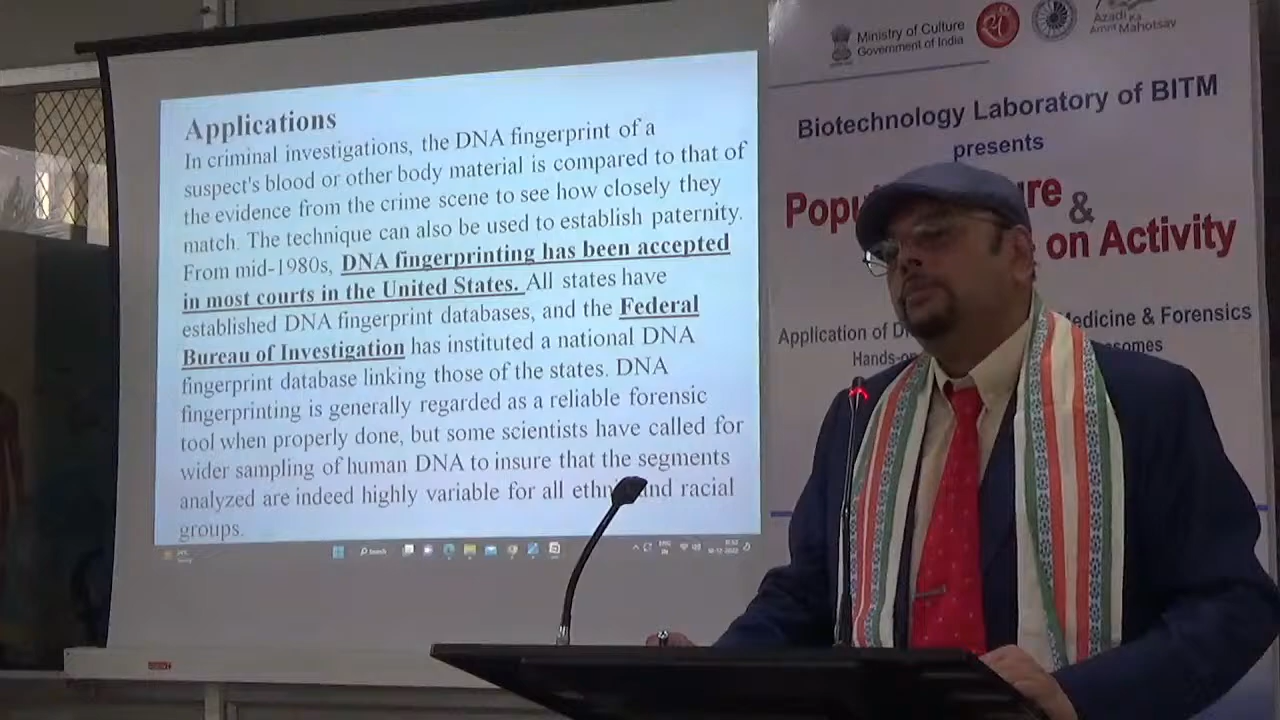 Applications
In criminal investigations, the DNA fingerprint of a
suspect's blood or other body material is compared to that of
the evidence from the crime scene to see how closely they
match. The technique can also be used to establish paternity.
From mid-1980s, DNA fingerprinting has been accepted
in most courts in the United States. All states have
established DNA fingerprint databases, and the Federal
Bureau of Investigation has instituted a national DNA
fingerprint database linking those of the states. DNA
fingerprinting is generally regarded as a reliable forensic
tool when properly done, but some scientists have called for
wider sampling of human DNA to insure that the segments
analyzed are indeed highly variable for all and racial
groups.
Search
Ministry of Culture
Government of India
Azadi Ka
Amrit Mahotsav
Biotechnology Laboratory of BITM
presents
&
on Activity
Application of Medicine & Forensics